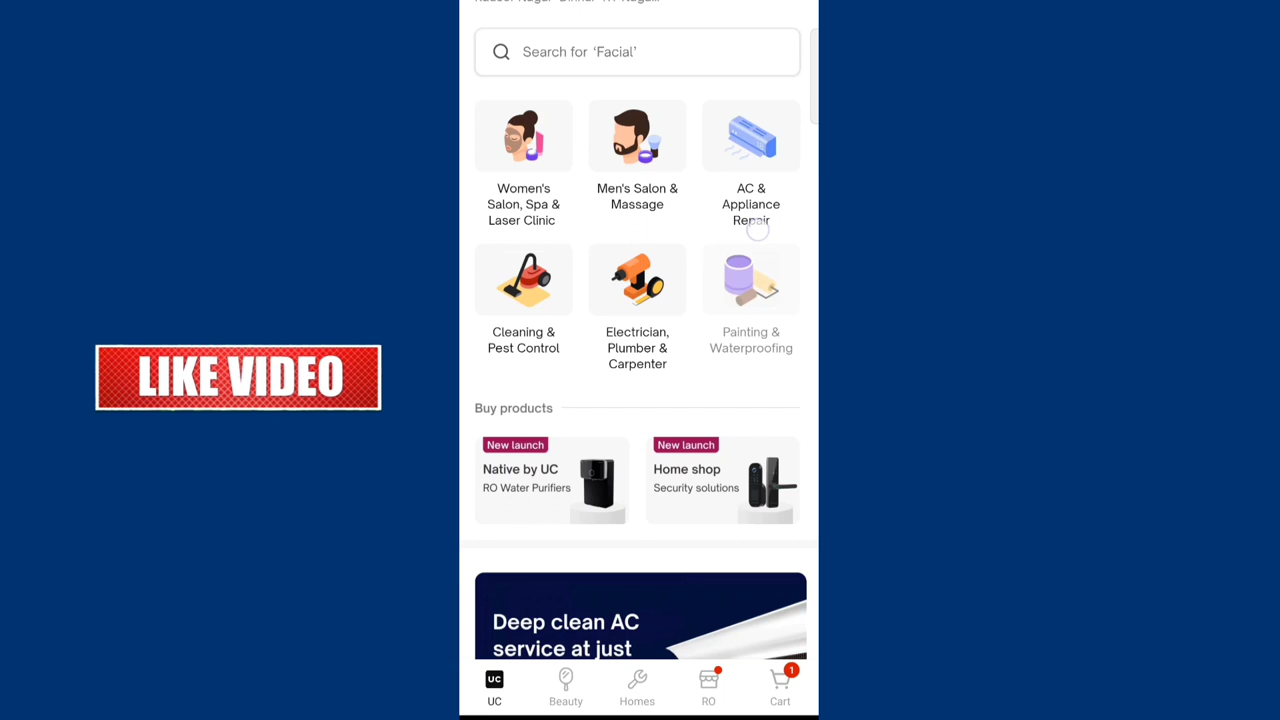 Search for ‘Facial’
Women's
Salon, Spa &
Laser Clinic
Men's Salon &
Massage
AC &
Appliance
Repair
Cleaning &
Pest Control
Electrician,
Plumber &
Carpenter
Painting &
Waterproofing
LIKE VIDEO
Buy products
New launch
Native by UC
RO Water Purifiers
New launch
Home shop
Security solutions
Deep clean AC
service at just
UC
UC
Beauty
Homes
RO
1
Cart